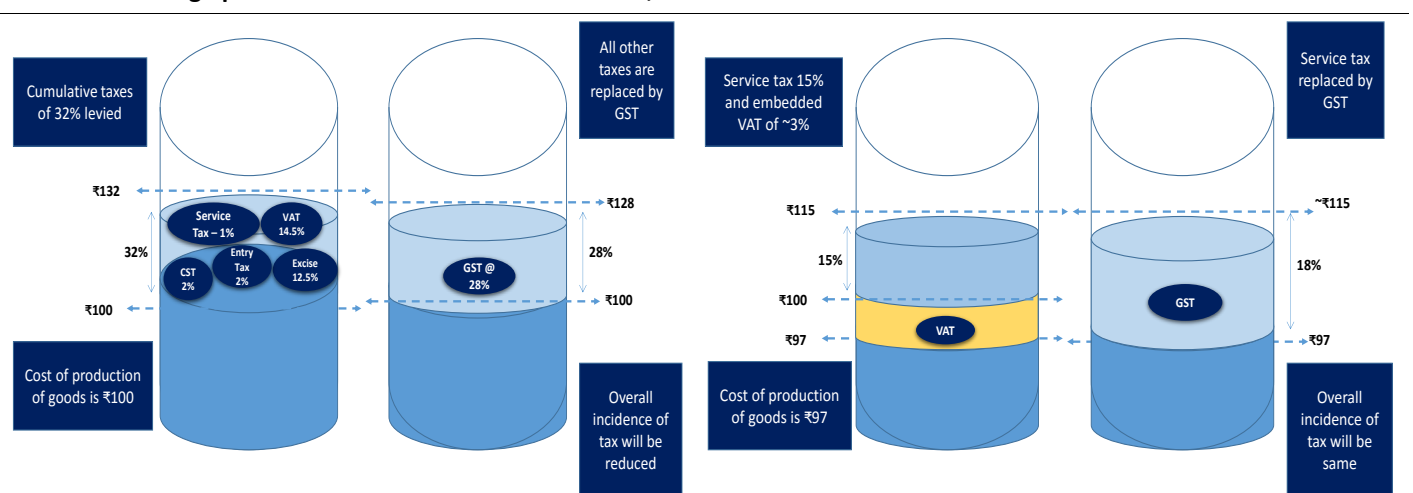 Cumulative taxes
of 32% levied
All other
taxes are
replaced by
GST
₹132
₹128
Service
Tax – 1%
VAT
14.5%
32%
CST
2%
Entry
Tax
2%
Excise
12.5%
GST @
28%
28%
₹100
₹100
Cost of production
of goods is ₹100
Overall
incidence of
tax will be
reduced
Service tax 15%
and embedded
VAT of ~3%
Service tax
replaced by
GST
₹115
~₹115
15%
18%
₹100
GST
VAT
₹97
₹97
Cost of production
of goods is ₹97
Overall
incidence of
tax will be
same